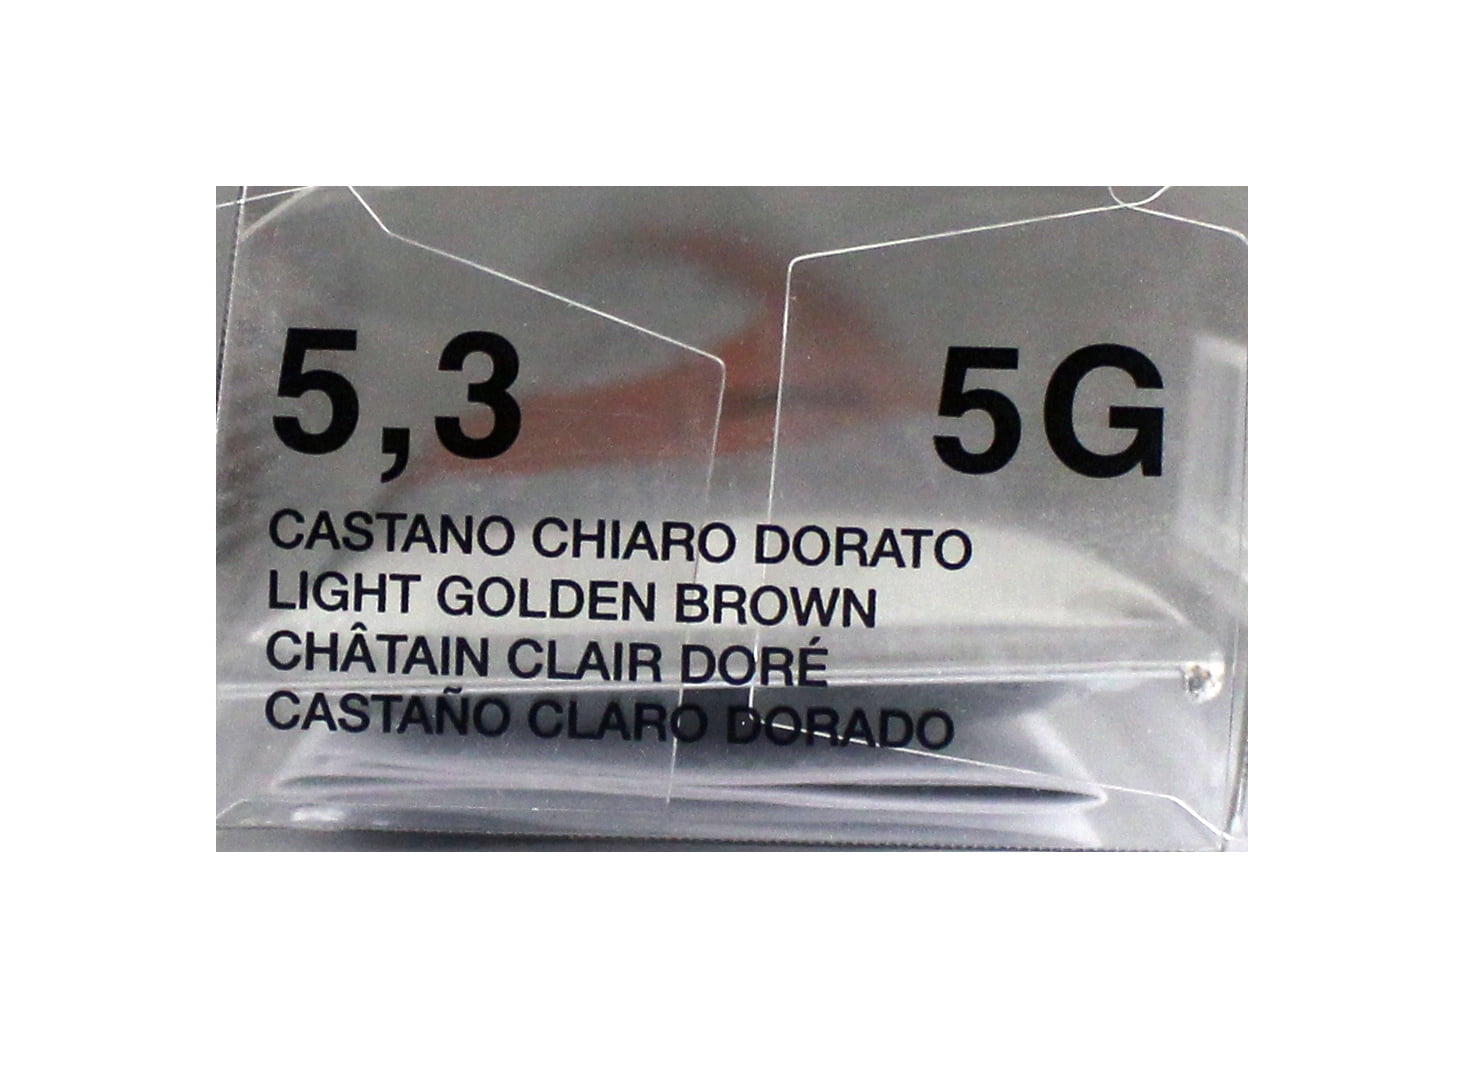 5,3 5G
CASTANO CHIARO DORATO
LIGHT GOLDEN BROWN
CHÂTAIN CLAIR DORÉ
CASTAÑO CLARO DORADO